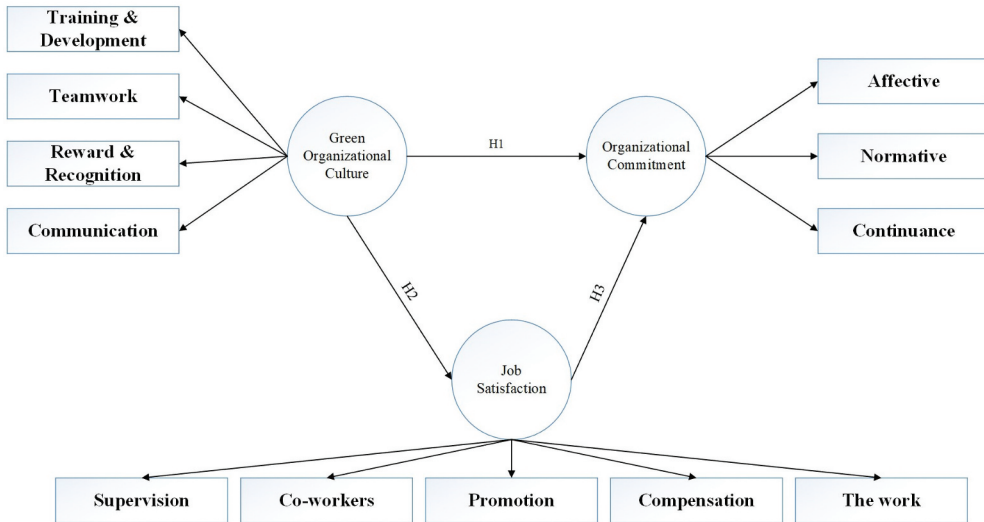 Training &
Development
Teamwork
Reward &
Recognition
Communication
Green
Organizational
Culture
H1
Organizational
Commitment
Affective
Normative
Continuance
H2
H3
Job
Satisfaction
Supervision
Co-workers
Promotion
Compensation
The work